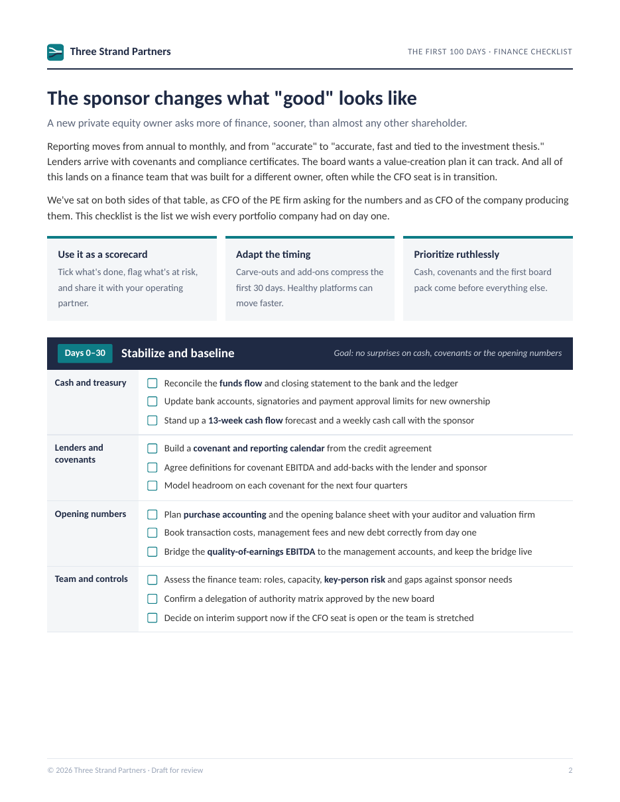 Three Strand Partners
THE FIRST 100 DAYS · FINANCE CHECKLIST
The sponsor changes what "good" looks like
A new private equity owner asks more of finance, sooner, than almost any other shareholder.
Reporting moves from annual to monthly, and from "accurate" to "accurate, fast and tied to the investment thesis."
Lenders arrive with covenants and compliance certificates. The board wants a value-creation plan it can track. And all of
this lands on a finance team that was built for a different owner, often while the CFO seat is in transition.
We've sat on both sides of that table, as CFO of the PE firm asking for the numbers and as CFO of the company producing
them. This checklist is the list we wish every portfolio company had on day one.
Use it as a scorecard
Tick what's done, flag what's at risk,
and share it with your operating
partner.
Adapt the timing
Carve-outs and add-ons compress the
first 30 days. Healthy platforms can
move faster.
Prioritize ruthlessly
Cash, covenants and the first board
pack come before everything else.
Days 0–30
Stabilize and baseline
Goal: no surprises on cash, covenants or the opening numbers
Cash and treasury
Reconcile the funds flow and closing statement to the bank and the ledger
Update bank accounts, signatories and payment approval limits for new ownership
Stand up a 13-week cash flow forecast and a weekly cash call with the sponsor
Lenders and
covenants
Build a covenant and reporting calendar from the credit agreement
Agree definitions for covenant EBITDA and add-backs with the lender and sponsor
Model headroom on each covenant for the next four quarters
Opening numbers
Plan purchase accounting and the opening balance sheet with your auditor and valuation firm
Book transaction costs, management fees and new debt correctly from day one
Bridge the quality-of-earnings EBITDA to the management accounts, and keep the bridge live
Team and controls
Assess the finance team: roles, capacity, key-person risk and gaps against sponsor needs
Confirm a delegation of authority matrix approved by the new board
Decide on interim support now if the CFO seat is open or the team is stretched
© 2026 Three Strand Partners · Draft for review
2